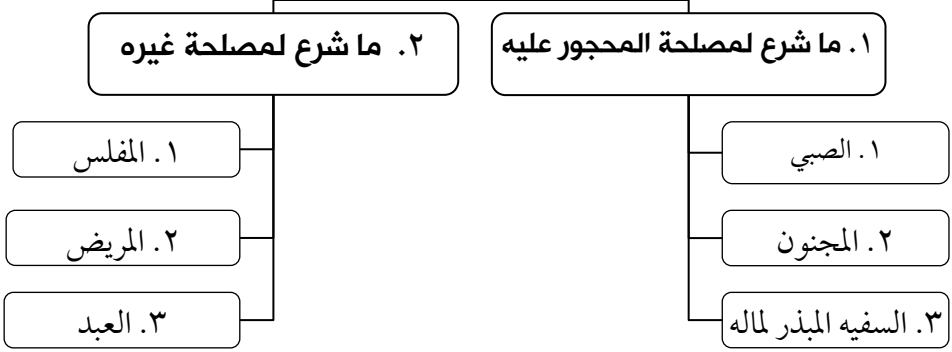 ١. ما شرع لمصلحة المحجور عليه
١. الصبي
٢. المجنون
٣. السفيه المبذر لماله
٢. ما شرع لمصلحة غيره
١. المفلس
٢. المريض
٣. العبد